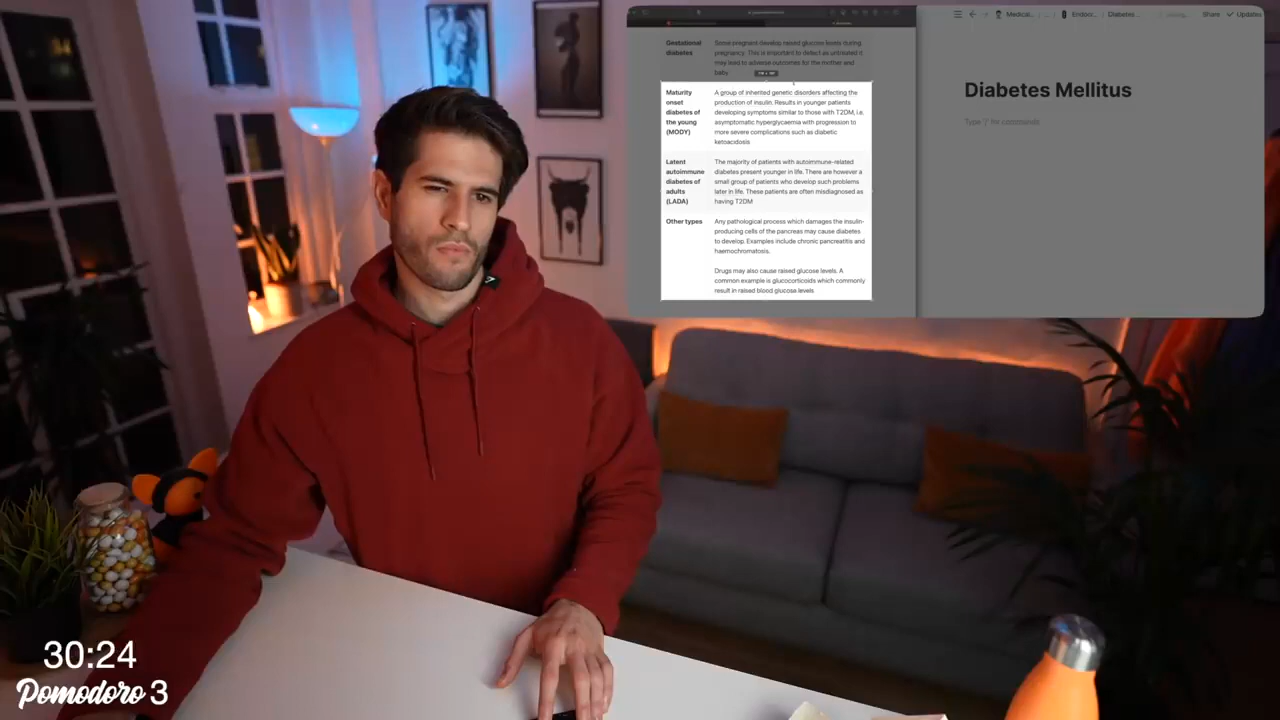 Medical...
Endoc...
Diabetes...
Share
Updates
Gestational
diabetes
Some pregnant develop raised glucose levels during
pregnancy. This is important to detect as untreated it
may lead to adverse outcomes for the mother and
baby
Maturity
onset
diabetes of
the young
(MODY)
A group of inherited genetic disorders affecting the
production of insulin. Results in younger patients
developing symptoms similar to those with T2DM, i.e.
asymptomatic hyperglycaemia with progression to
more severe complications such as diabetic
ketoacidosis
Latent
autoimmune
diabetes of
adults
(LADA)
The majority of patients with autoimmune-related
diabetes present younger in life. There are however a
small group of patients who develop such problems
later in life. These patients are often misdiagnosed as
having T2DM
Other types
Any pathological process which damages the insulin-
producing cells of the pancreas may cause diabetes
to develop. Examples include chronic pancreatitis and
haemochromatosis.
Drugs may also cause raised glucose levels. A
common example is glucocorticoids which commonly
result in raised blood glucose levels
Diabetes Mellitus
Type '/' for commands
30:24
Pomodoro 3